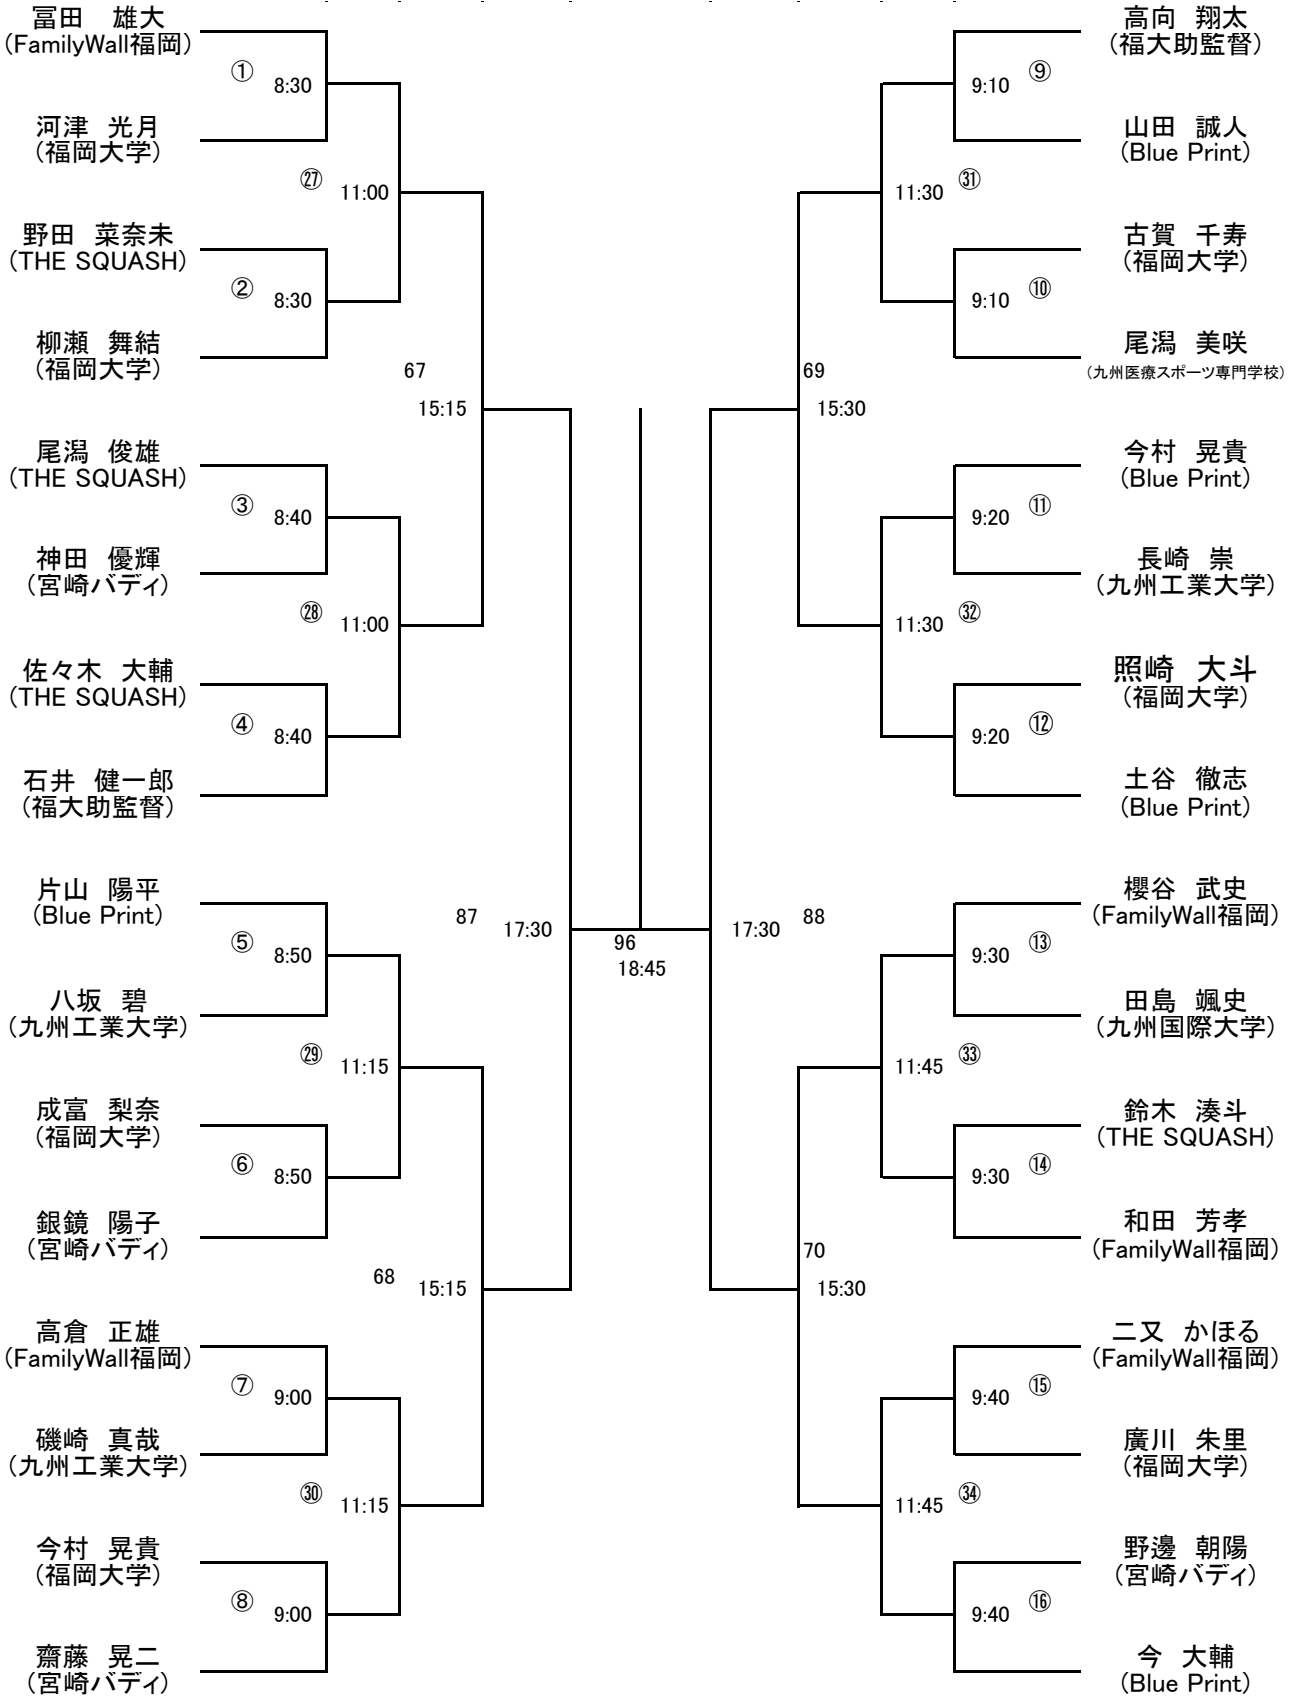 冨田　雄大
(FamilyWall福岡)
①
8:30
河津　光月
(福岡大学)
㉗
11:00
野田　菜奈未
(THE SQUASH)
②
8:30
柳瀬　舞結
(福岡大学)
67
15:15
尾潟　俊雄
(THE SQUASH)
③
8:40
神田　優輝
(宮崎バディ)
㉘
11:00
佐々木　大輔
(THE SQUASH)
④
8:40
石井　健一郎
(福大助監督)
87
17:30
片山　陽平
(Blue Print)
⑤
8:50
八坂　碧
(九州工業大学)
㉙
11:15
成富　梨奈
(福岡大学)
⑥
8:50
銀鏡　陽子
(宮崎バディ)
68
15:15
高倉　正雄
(FamilyWall福岡)
⑦
9:00
磯崎　真哉
(九州工業大学)
㉚
11:15
今村　晃貴
(福岡大学)
⑧
9:00
齋藤　晃二
(宮崎バディ)
96
18:45
高向　翔太
(福大助監督)
9:10
⑨
山田　誠人
(Blue Print)
11:30
㉛
古賀　千寿
(福岡大学)
9:10
⑩
尾潟　美咲
(九州医療スポーツ専門学校)
69
15:30
今村　晃貴
(Blue Print)
9:20
⑪
長崎　崇
(九州工業大学)
11:30
㉜
照崎　大斗
(福岡大学)
9:20
⑫
土谷　徹志
(Blue Print)
17:30
88
櫻谷　武史
(FamilyWall福岡)
9:30
⑬
田島　颯史
(九州国際大学)
11:45
㉝
鈴木　湊斗
(THE SQUASH)
9:30
⑭
和田　芳孝
(FamilyWall福岡)
70
15:30
二又　かほる
(FamilyWall福岡)
9:40
⑮
廣川　朱里
(福岡大学)
11:45
㉞
野邊　朝陽
(宮崎バディ)
9:40
⑯
今　大輔
(Blue Print)